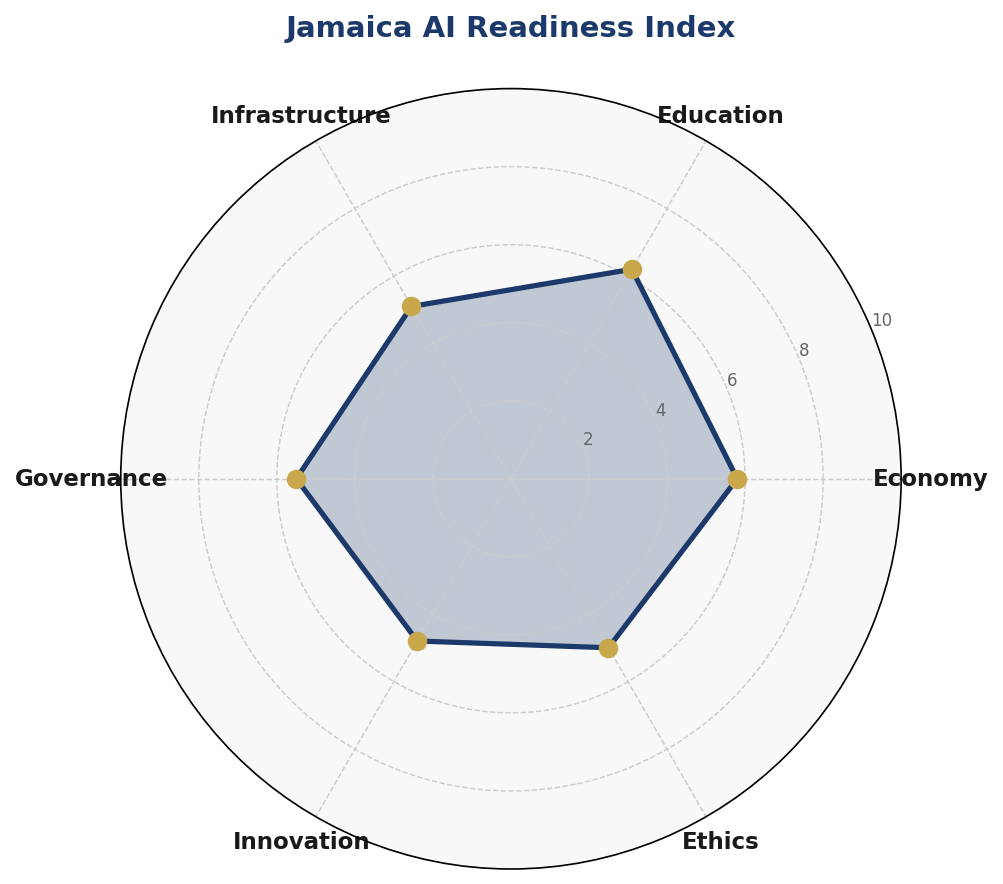 Jamaica AI Readiness Index
Infrastructure
Education
10
8
6
4
2
Governance
Economy
Innovation
Ethics